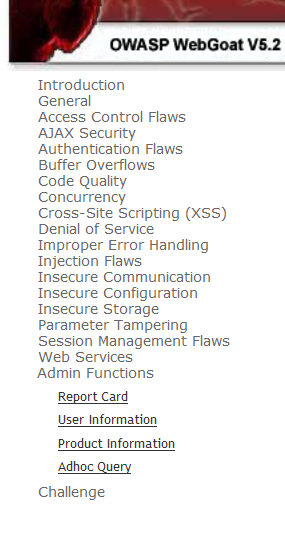 OWASP WebGoat V5.2
Introduction
General
Access Control Flaws
AJAX Security
Authentication Flaws
Buffer Overflows
Code Quality
Concurrency
Cross-Site Scripting (XSS)
Denial of Service
Improper Error Handling
Injection Flaws
Insecure Communication
Insecure Configuration
Insecure Storage
Parameter Tampering
Session Management Flaws
Web Services
Admin Functions
Report Card
User Information
Product Information
Adhoc Query
Challenge